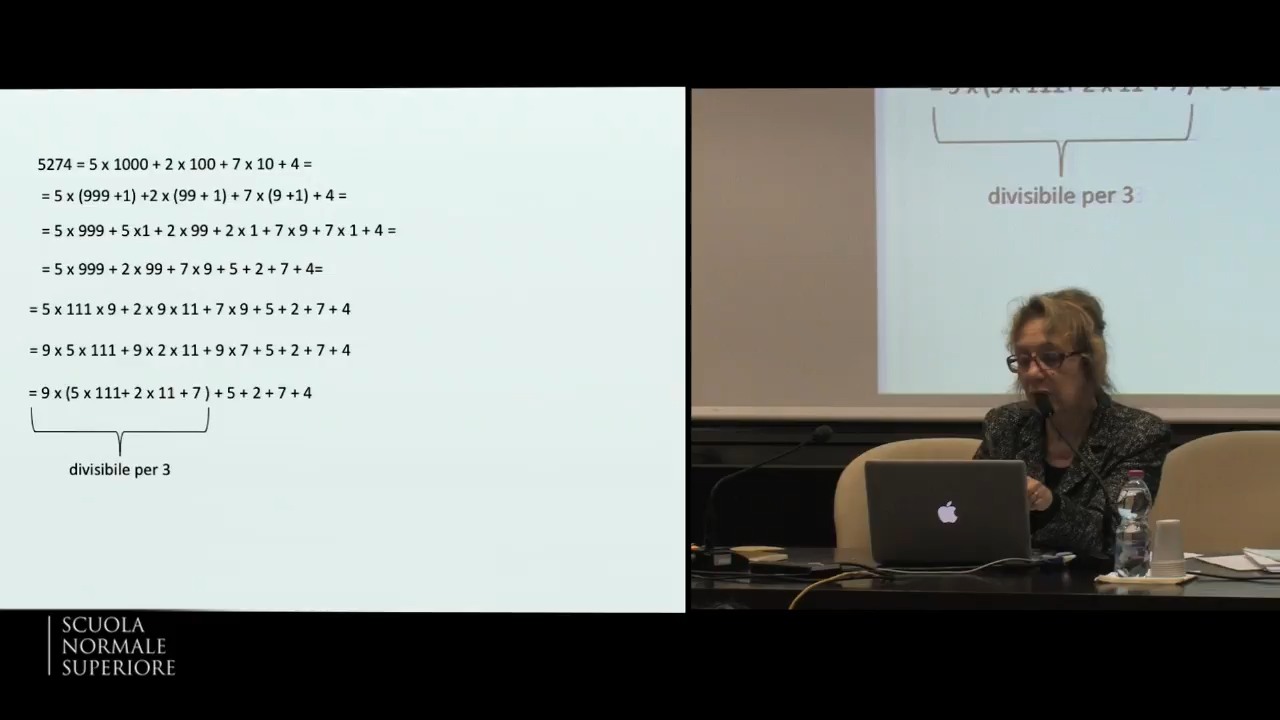 5274 = 5 x 1000 + 2 x 100 + 7 x 10 + 4 =
= 5 x (999 +1) +2 x (99 + 1) + 7 x (9 +1) + 4 =
= 5 x 999 + 5 x1 + 2 x 99 + 2 x 1 + 7 x 9 + 7 x 1 + 4 =
= 5 x 999 + 2 x 99 + 7 x 9 + 5 + 2 + 7 + 4=
= 5 x 111 x 9 + 2 x 9 x 11 + 7 x 9 + 5 + 2 + 7 + 4
= 9 x 5 x 111 + 9 x 2 x 11 + 9 x 7 + 5 + 2 + 7 + 4
= 9 x (5 x 111+ 2 x 11 + 7 ) + 5 + 2 + 7 + 4
divisibile per 3
divisibile per 3
SCUOLA
NORMALE
SUPERIORE